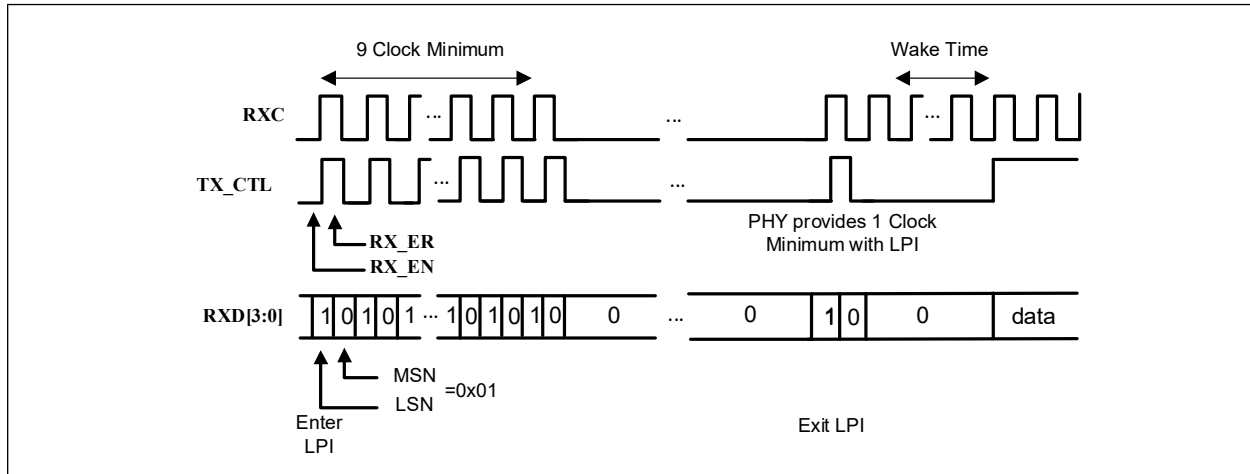 9 Clock Minimum
Wake Time
RXC
...
...
...
TX_CTL
...
...
...
PHY provides 1 Clock
Minimum with LPI
RX_ER
RX_EN
RXD[3:0]
1 0 1 0 1 ... 1 0 1 0 1 0 0 ... 0 1 0 0 data
MSN
=0x01
LSN
Enter
LPI
Exit LPI